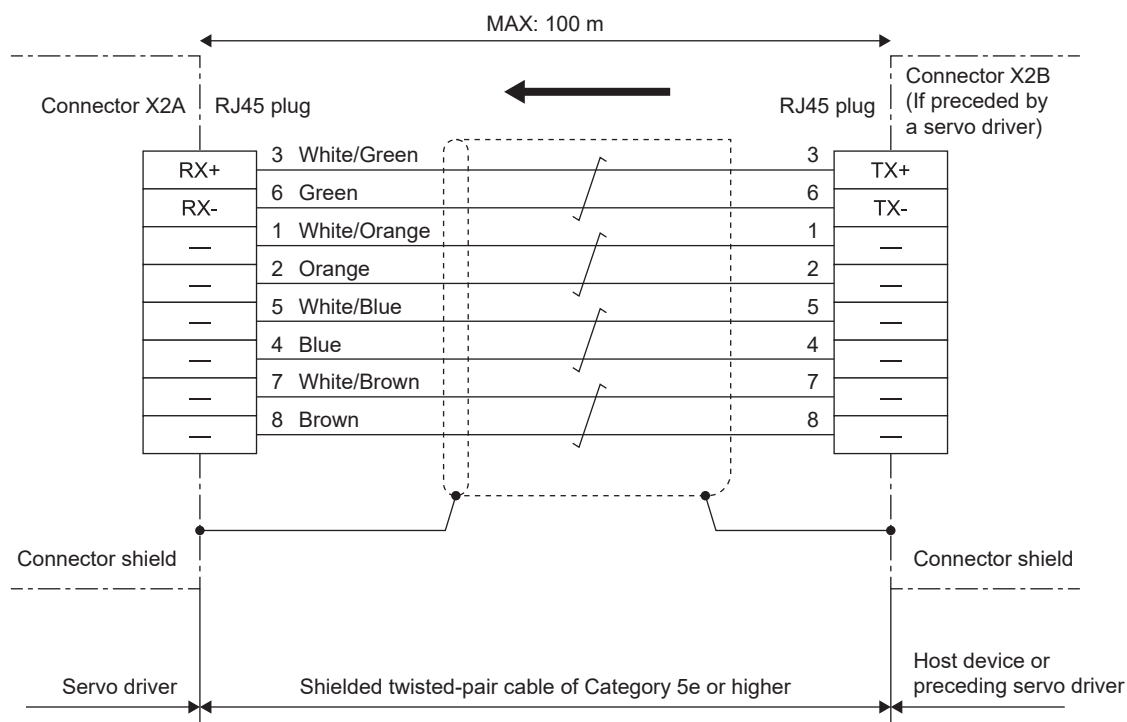 MAX: 100 m
Connector X2A
RJ45 plug
RJ45 plug
Connector X2B
(If preceded by
a servo driver)
RX+ 3 White/Green 3 TX+
RX- 6 Green 6 TX-
— 1 White/Orange 1 —
— 2 Orange 2 —
— 5 White/Blue 5 —
— 4 Blue 4 —
— 7 White/Brown 7 —
— 8 Brown 8 —
Connector shield
Connector shield
Servo driver
Shielded twisted-pair cable of Category 5e or higher
Host device or
preceding servo driver